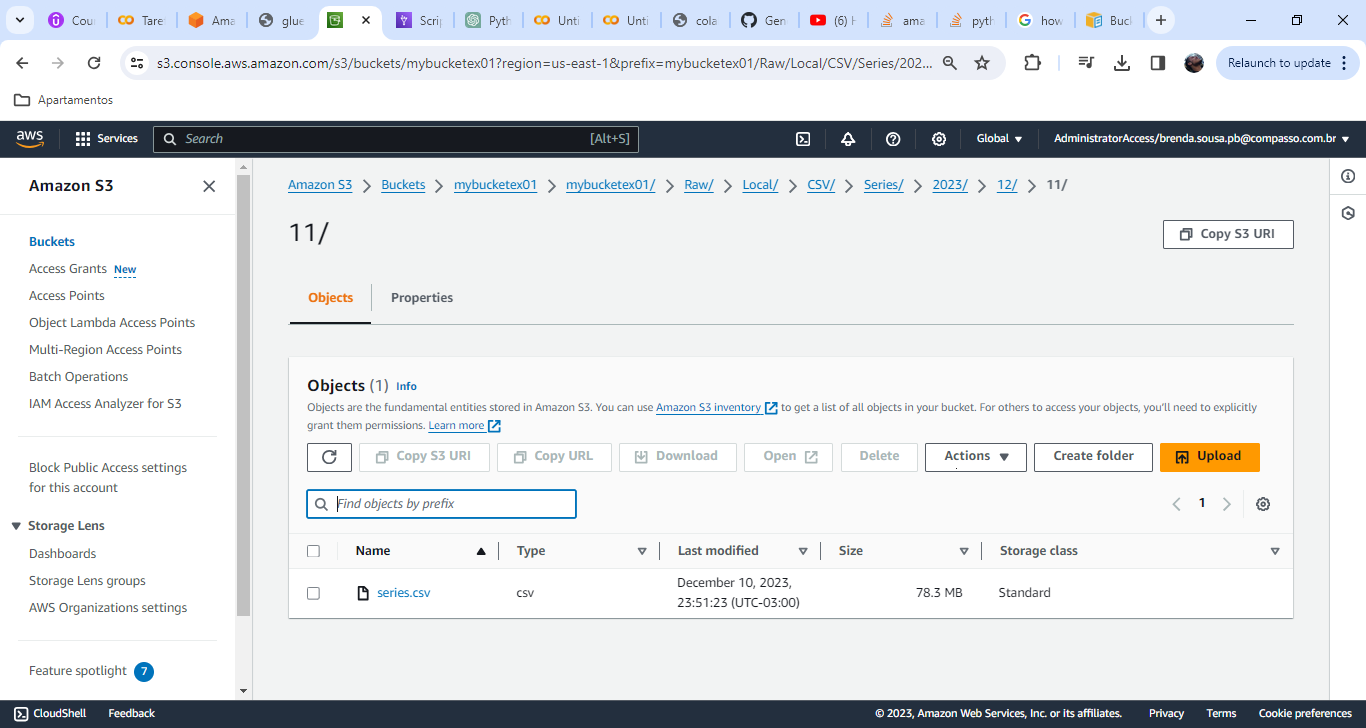 Cour
Taref
Ama
glue
Scrip
Pyth
Unti
Unti
cola
Gen
(6) H
ama
pyth
how
Buck
s3.console.aws.amazon.com/s3/buckets/mybucketex01?region=us-east-1&prefix=mybucketex01/Raw/Local/CSV/Series/202...
Relaunch to update
Apartamentos
aws
Services
Search
[Alt+S]
Global
AdministratorAccess/brenda.sousa.pb@compasso.com.br
Amazon S3
Buckets
Access Grants New
Access Points
Object Lambda Access Points
Multi-Region Access Points
Batch Operations
IAM Access Analyzer for S3
Block Public Access settings
for this account
Storage Lens
Dashboards
Storage Lens groups
AWS Organizations settings
Feature spotlight 7
Amazon S3 Buckets mybucketex01 mybucketex01/ Raw/ Local/ CSV/ Series/ 2023/ 12/ 11/
11/
Copy S3 URI
Objects
Properties
Objects (1) Info
Objects are the fundamental entities stored in Amazon S3. You can use Amazon S3 inventory to get a list of all objects in your bucket. For others to access your objects, you'll need to explicitly
grant them permissions. Learn more
Copy S3 URI
Copy URL
Download
Open
Delete
Actions
Create folder
Upload
Find objects by prefix
1
Name Type Last modified Size Storage class
series.csv csv December 10, 2023, 23:51:23 (UTC-03:00) 78.3 MB Standard
CloudShell
Feedback
© 2023, Amazon Web Services, Inc. or its affiliates.
Privacy
Terms
Cookie preferences